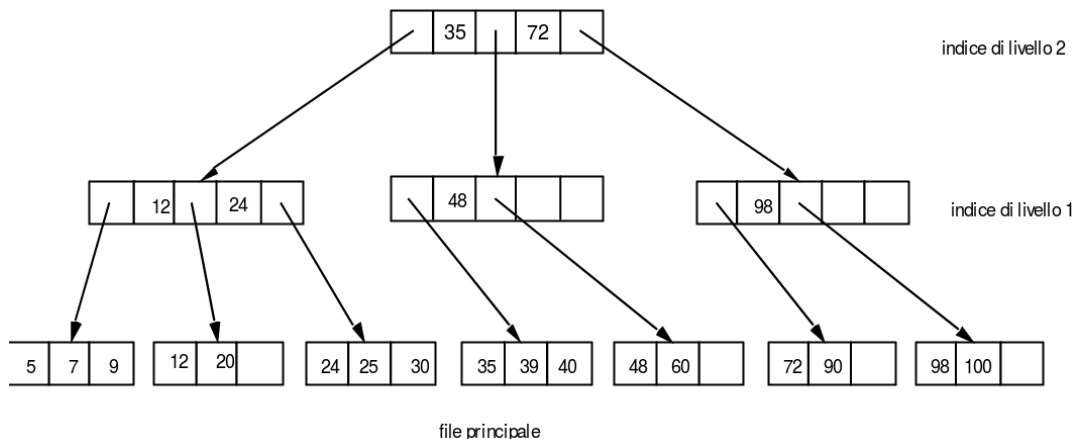 35 72
indice di livello 2
12 24
48
98
indice di livello 1
5 7 9
12 20
24 25 30
35 39 40
48 60
72 90
98 100
file principale